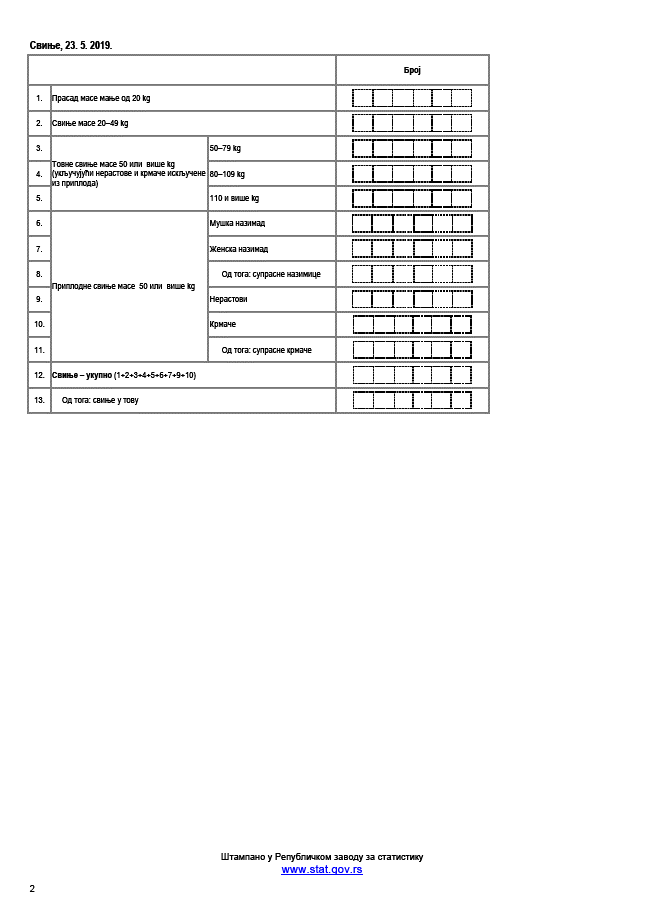 Свиње, 23. 5. 2019.
Број
1. Прасад масе мање од 20 kg
2. Свиње масе 20–49 kg
3. 50–79 kg
Товне свиње масе 50 или више kg
(укључујући нерастове и крмаче искључене
из приплода)
4. 80–109 kg
5. 110 и више kg
6. Мушка назимад
7. Женска назимад
8. Од тога: супрасне назимице
Приплодне свиње масе 50 или више kg
9. Нерастови
10. Крмаче
11. Од тога: супрасне крмаче
12. Свиње – укупно (1+2+3+4+5+6+7+9+10)
13. Од тога: свиње у тову
Штампано у Републичком заводу за статистику
www.stat.gov.rs
2